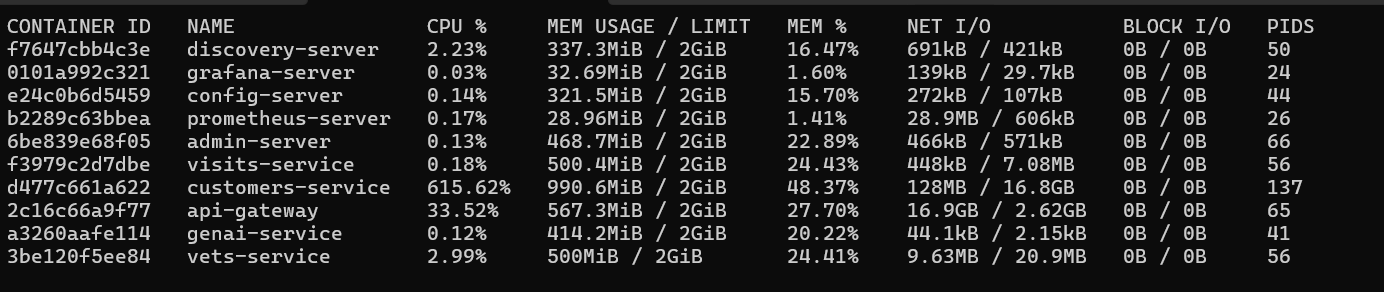 CONTAINER ID   NAME                CPU %     MEM USAGE / LIMIT   MEM %     NET I/O           BLOCK I/O   PIDS
f7647cbb4c3e   discovery-server    2.23%     337.3MiB / 2GiB     16.47%    691kB / 421kB     0B / 0B     50
0101a992c321   grafana-server      0.03%     32.69MiB / 2GiB     1.60%     139kB / 29.7kB    0B / 0B     24
e24c0b6d5459   config-server       0.14%     321.5MiB / 2GiB     15.70%    272kB / 107kB     0B / 0B     44
b2289c63bbea   prometheus-server   0.17%     28.96MiB / 2GiB     1.41%     28.9MB / 606kB    0B / 0B     26
6be839e68f05   admin-server        0.13%     468.7MiB / 2GiB     22.89%    466kB / 571kB     0B / 0B     66
f3979c2d7dbe   visits-service      0.18%     500.4MiB / 2GiB     24.43%    448kB / 7.08MB    0B / 0B     56
d477c661a622   customers-service   615.62%   990.6MiB / 2GiB     48.37%    128MB / 16.8GB    0B / 0B     137
2c16c66a9f77   api-gateway         33.52%    567.3MiB / 2GiB     27.70%    16.9GB / 2.62GB   0B / 0B     65
a3260aafe114   genai-service       0.12%     414.2MiB / 2GiB     20.22%    44.1kB / 2.15kB   0B / 0B     41
3be120f5ee84   vets-service        2.99%     500MiB / 2GiB       24.41%    9.63MB / 20.9MB   0B / 0B     56